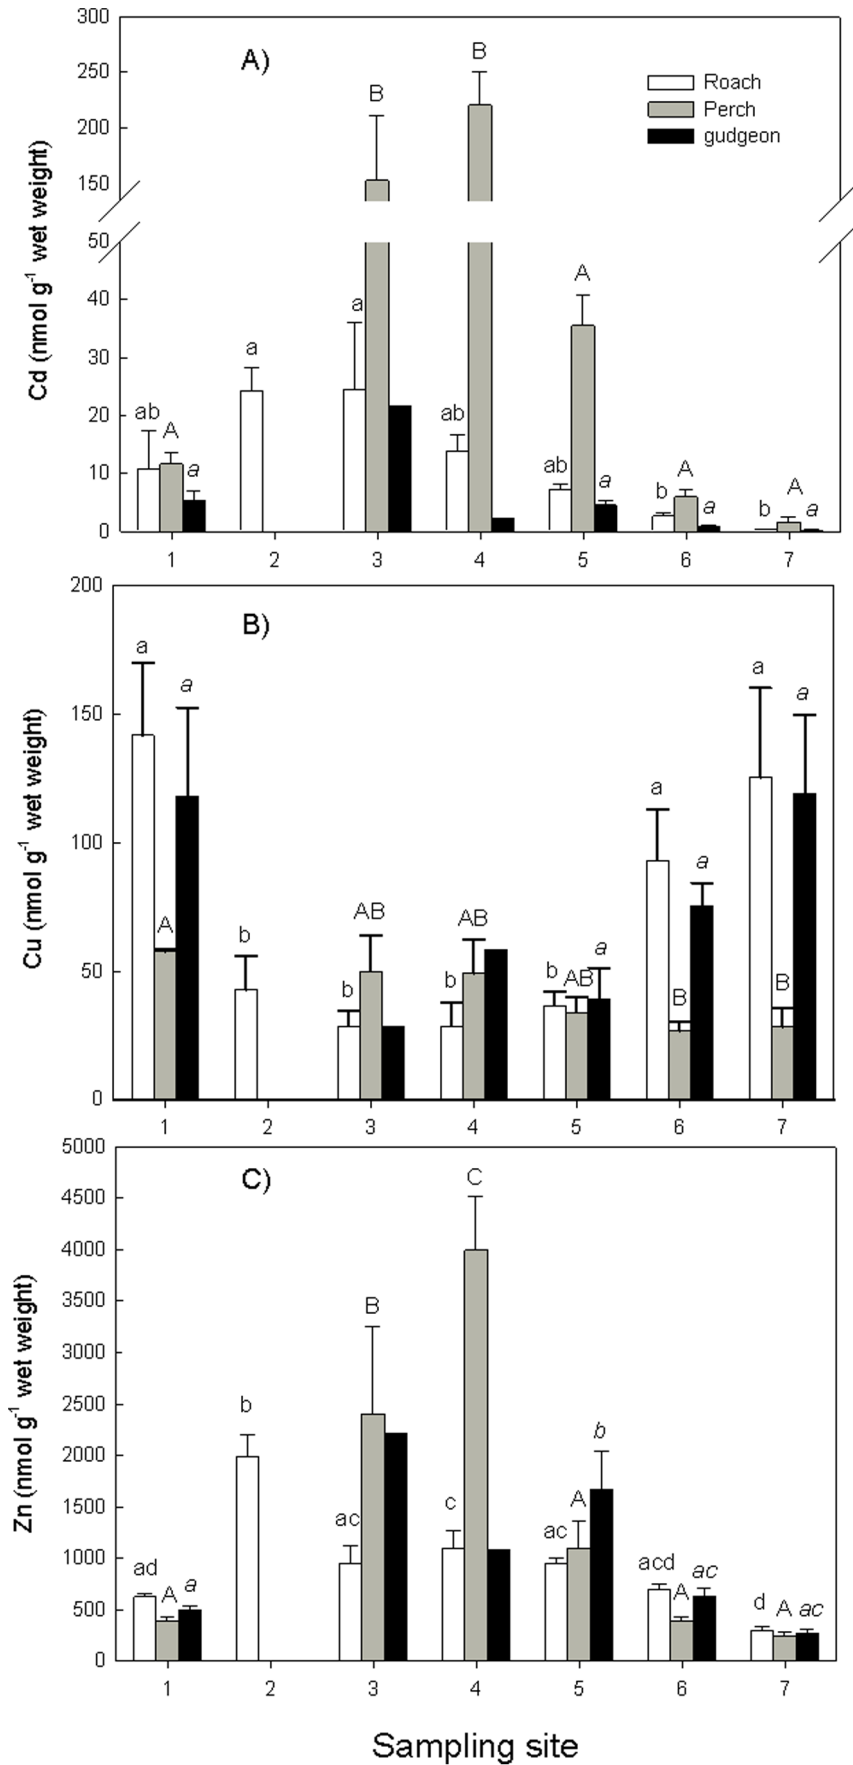 300
A)
B
B
250
Roach
Perch
gudgeon
200
150
Cd (nmol g-1 wet weight)
50
A
40
a
a
30
ab
A
a
20
ab
ab
a
10
b
A
a
b
A
a
0
1 2 3 4 5 6 7
200
B)
a
a
a
a
150
Cu (nmol g-1 wet weight)
a
a
100
A
b
AB
AB
b
b
b
AB
a
B
B
50
0
1 2 3 4 5 6 7
5000
C)
C
4500
4000
3500
B
3000
Zn (nmol g-1 wet weight)
2500
b
b
2000
1500
ac
c
ac
A
1000
ad
A
a
acd
A
ac
d
A
ac
500
0
1 2 3 4 5 6 7
Sampling site